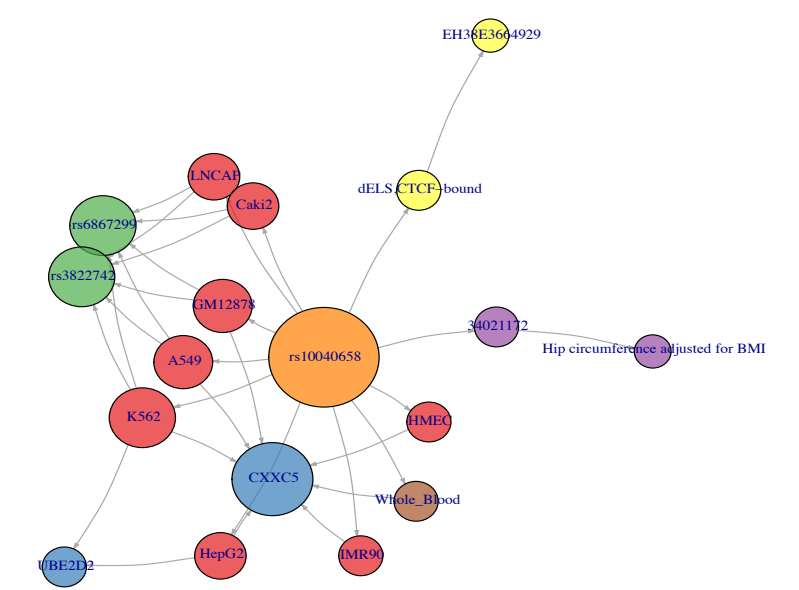 EH38E3664929
LNCAP
dELS,CTCF-bound
Caki2
rs6867299
rs3822742
GM12878
34021172
Hip circumference adjusted for BMI
rs10040658
A549
K562
HMEC
CXXC5
Whole_Blood
HepG2
IMR90
UBE2D2